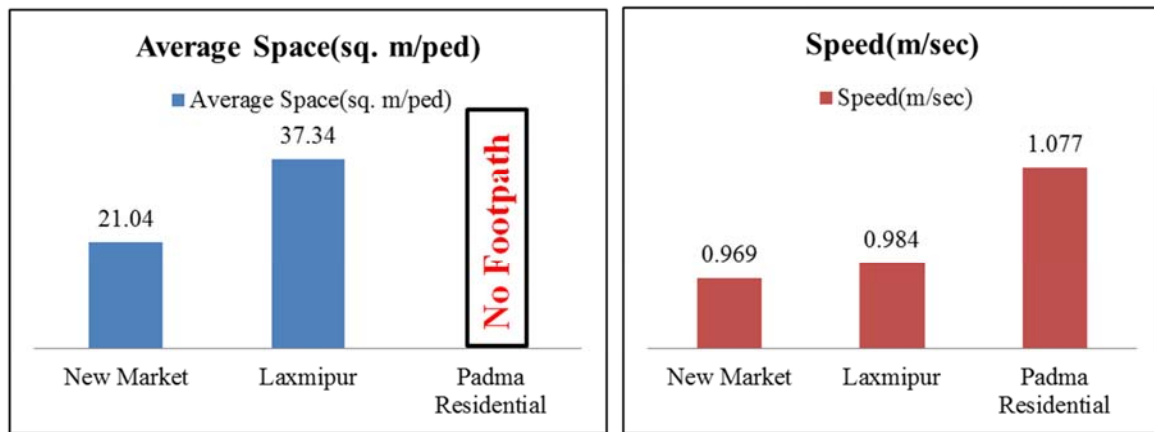 Average Space(sq. m/ped)
Average Space(sq. m/ped)
21.04
37.34
No Footpath
New Market
Laxmipur
Padma
Residential
Speed(m/sec)
Speed(m/sec)
0.969
0.984
1.077
New Market
Laxmipur
Padma
Residential